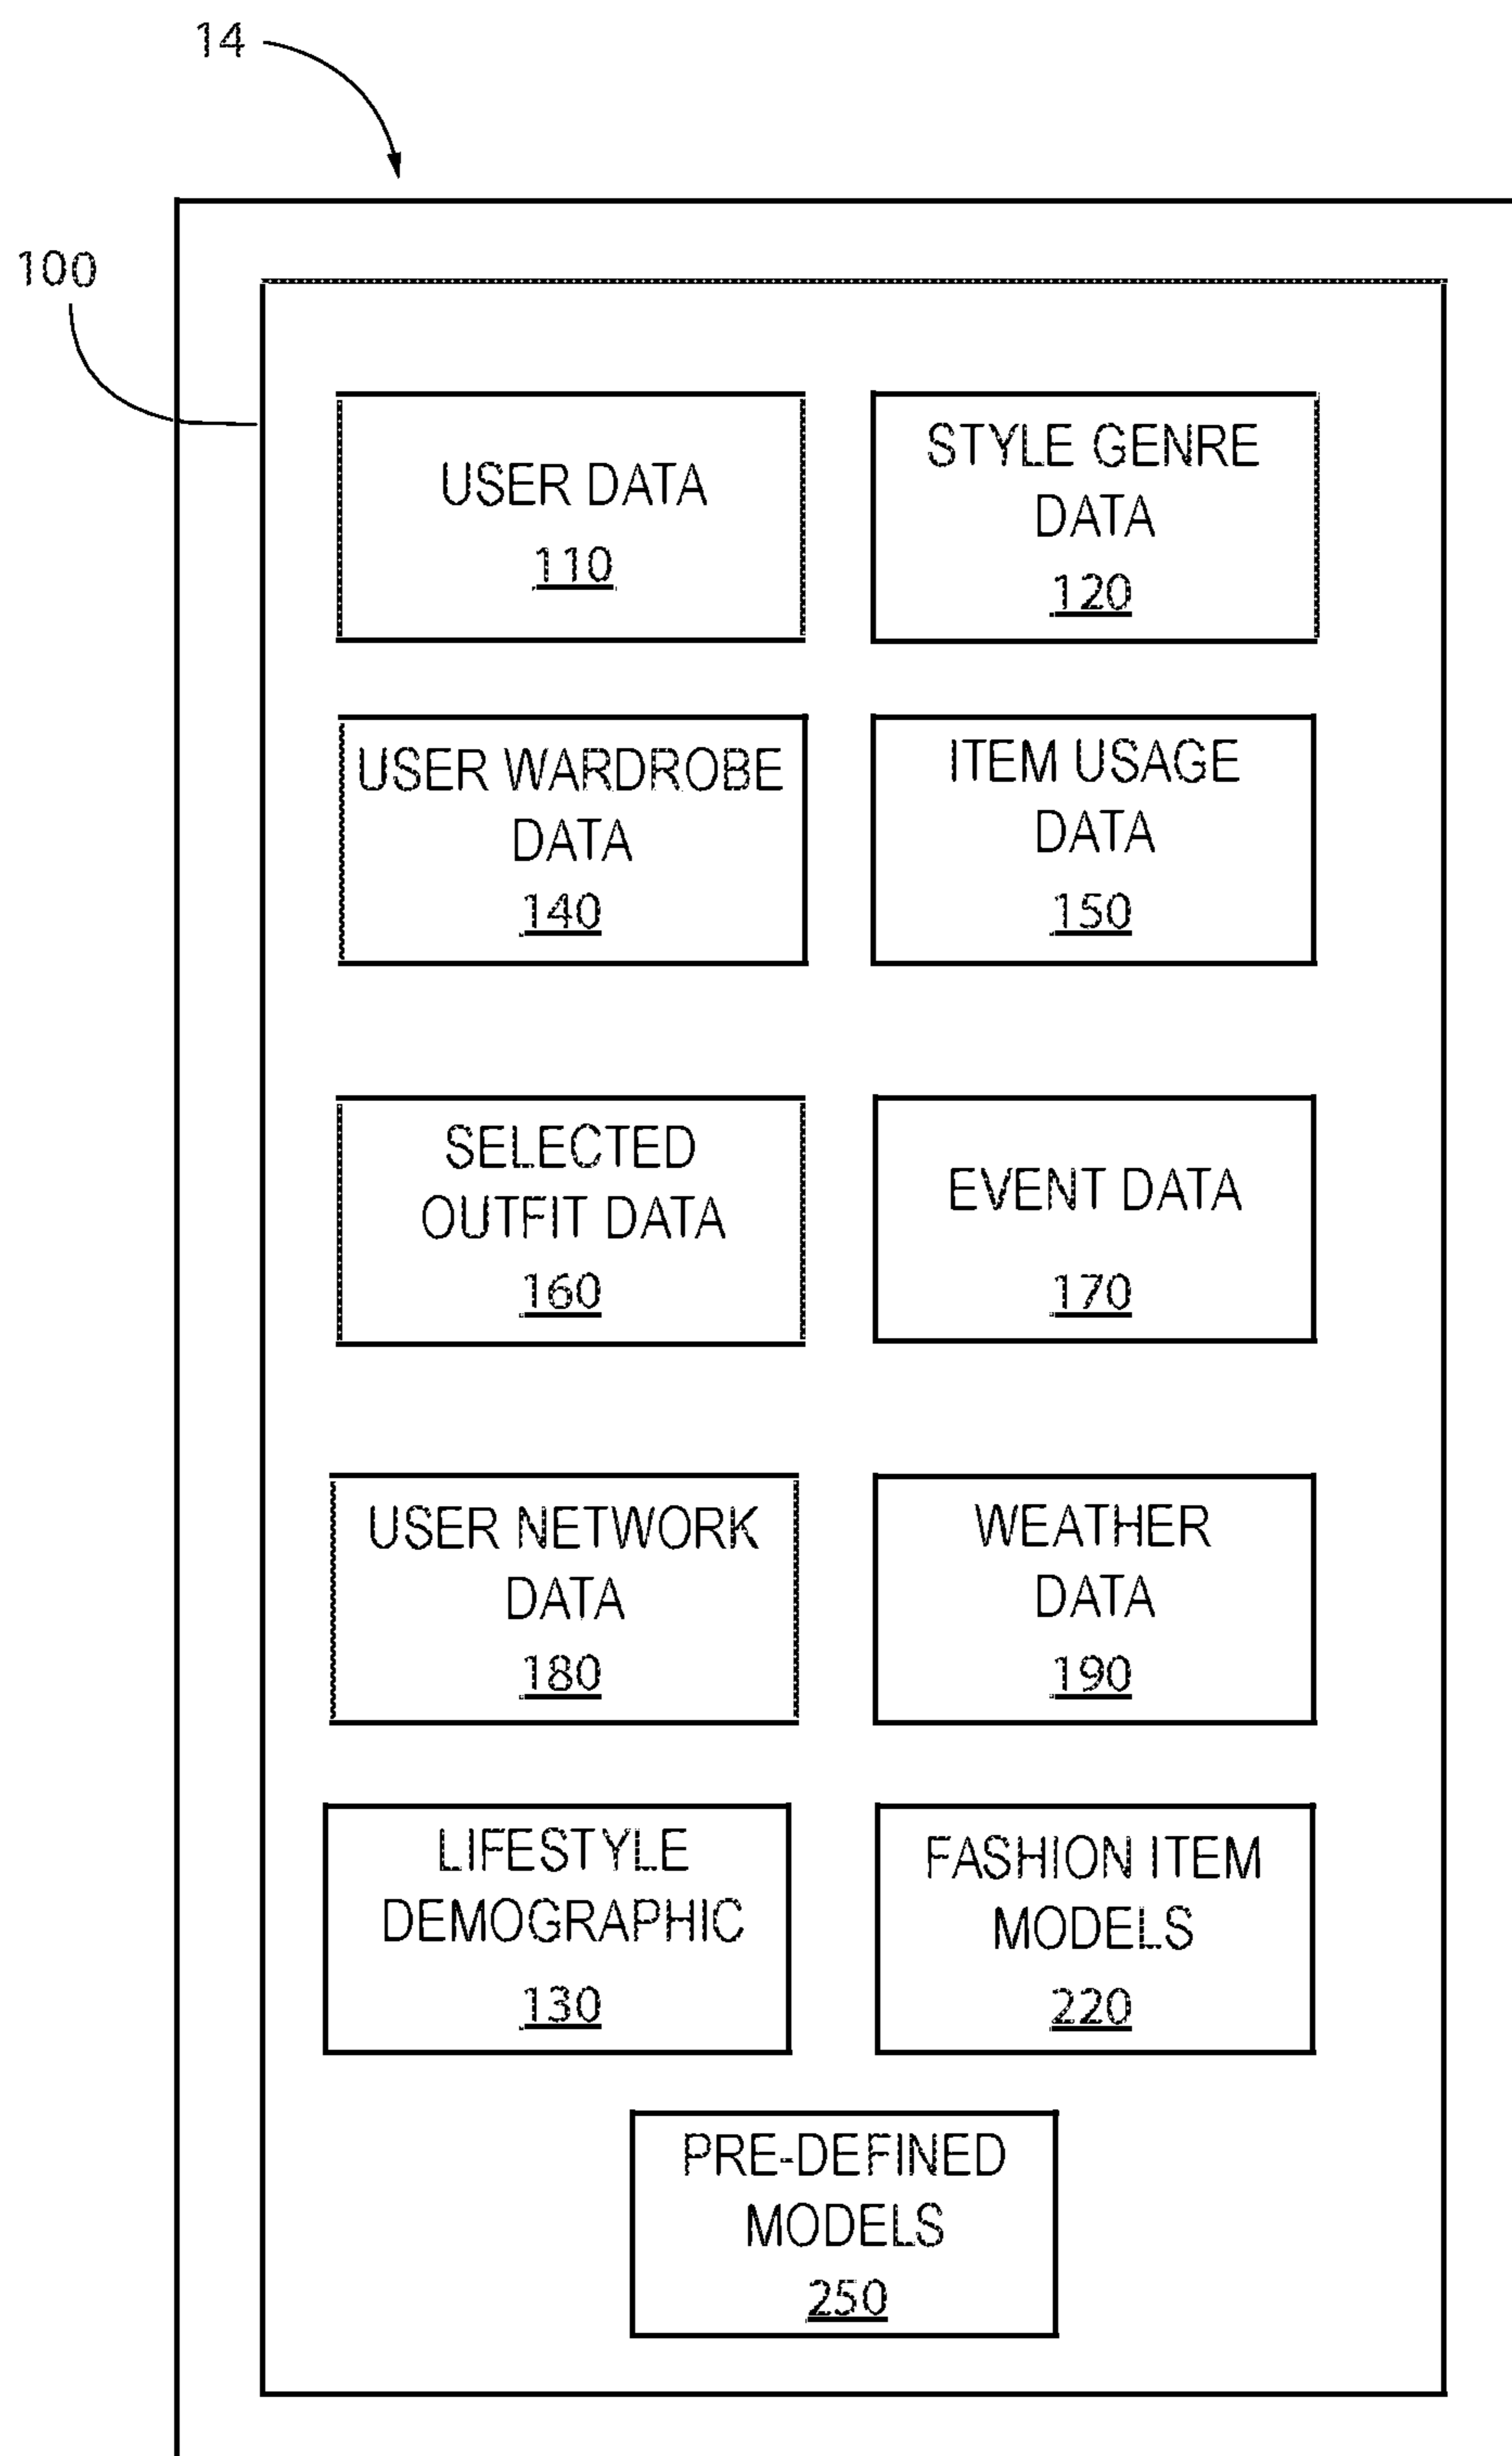 14
100
USER DATA
110
STYLE GENRE
DATA
120
USER WARDROBE
DATA
140
ITEM USAGE
DATA
150
SELECTED
OUTFIT DATA
160
EVENT DATA
170
USER NETWORK
DATA
180
WEATHER
DATA
190
LIFESTYLE
DEMOGRAPHIC
130
FASHION ITEM
MODELS
220
PRE-DEFINED
MODELS
250